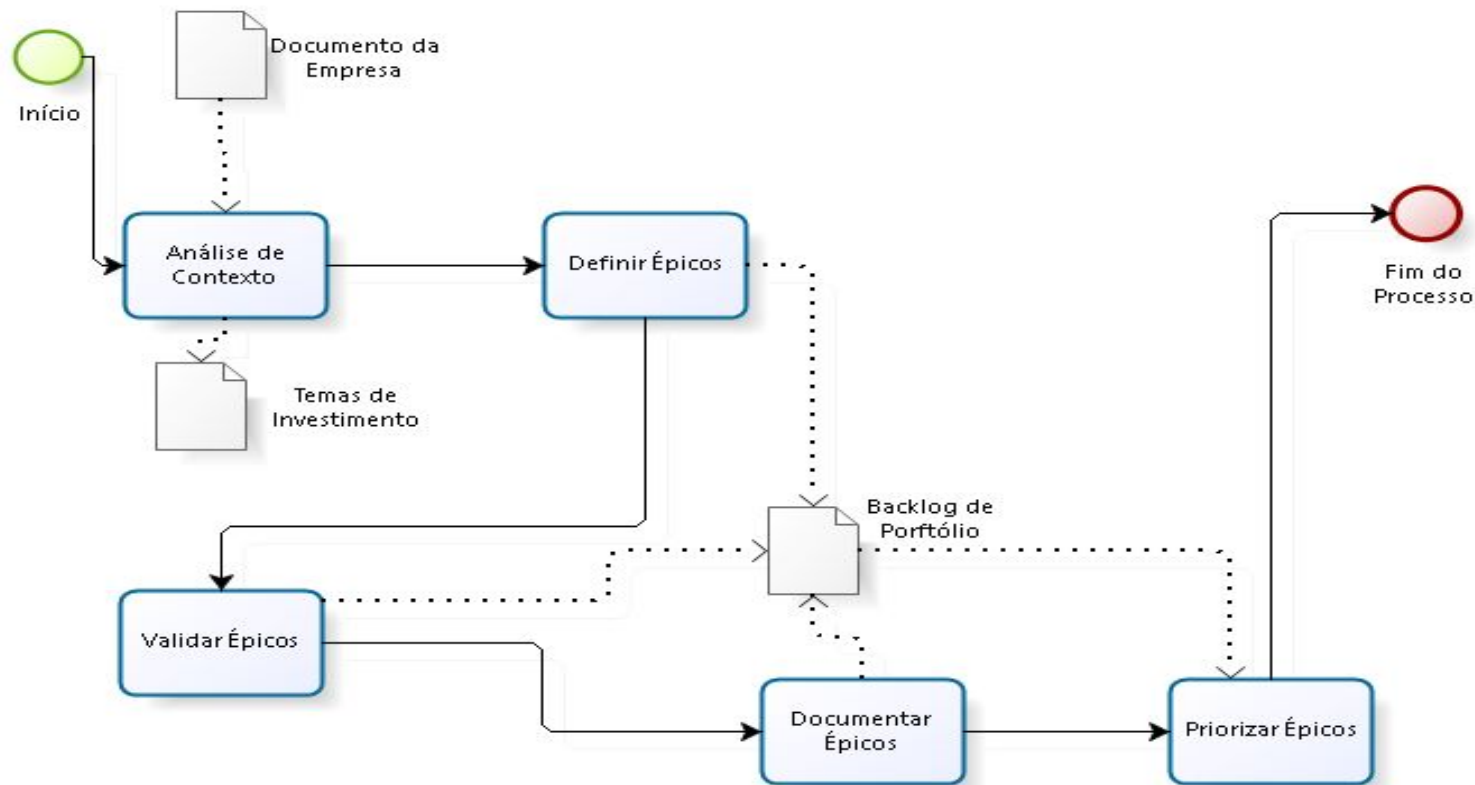 Documento da
Empresa
Início
Análise de
Contexto
Definir Épicos
Fim do
Processo
Temas de
Investimento
Backlog de
Porftólio
Validar Épicos
Documentar
Épicos
Priorizar Épicos